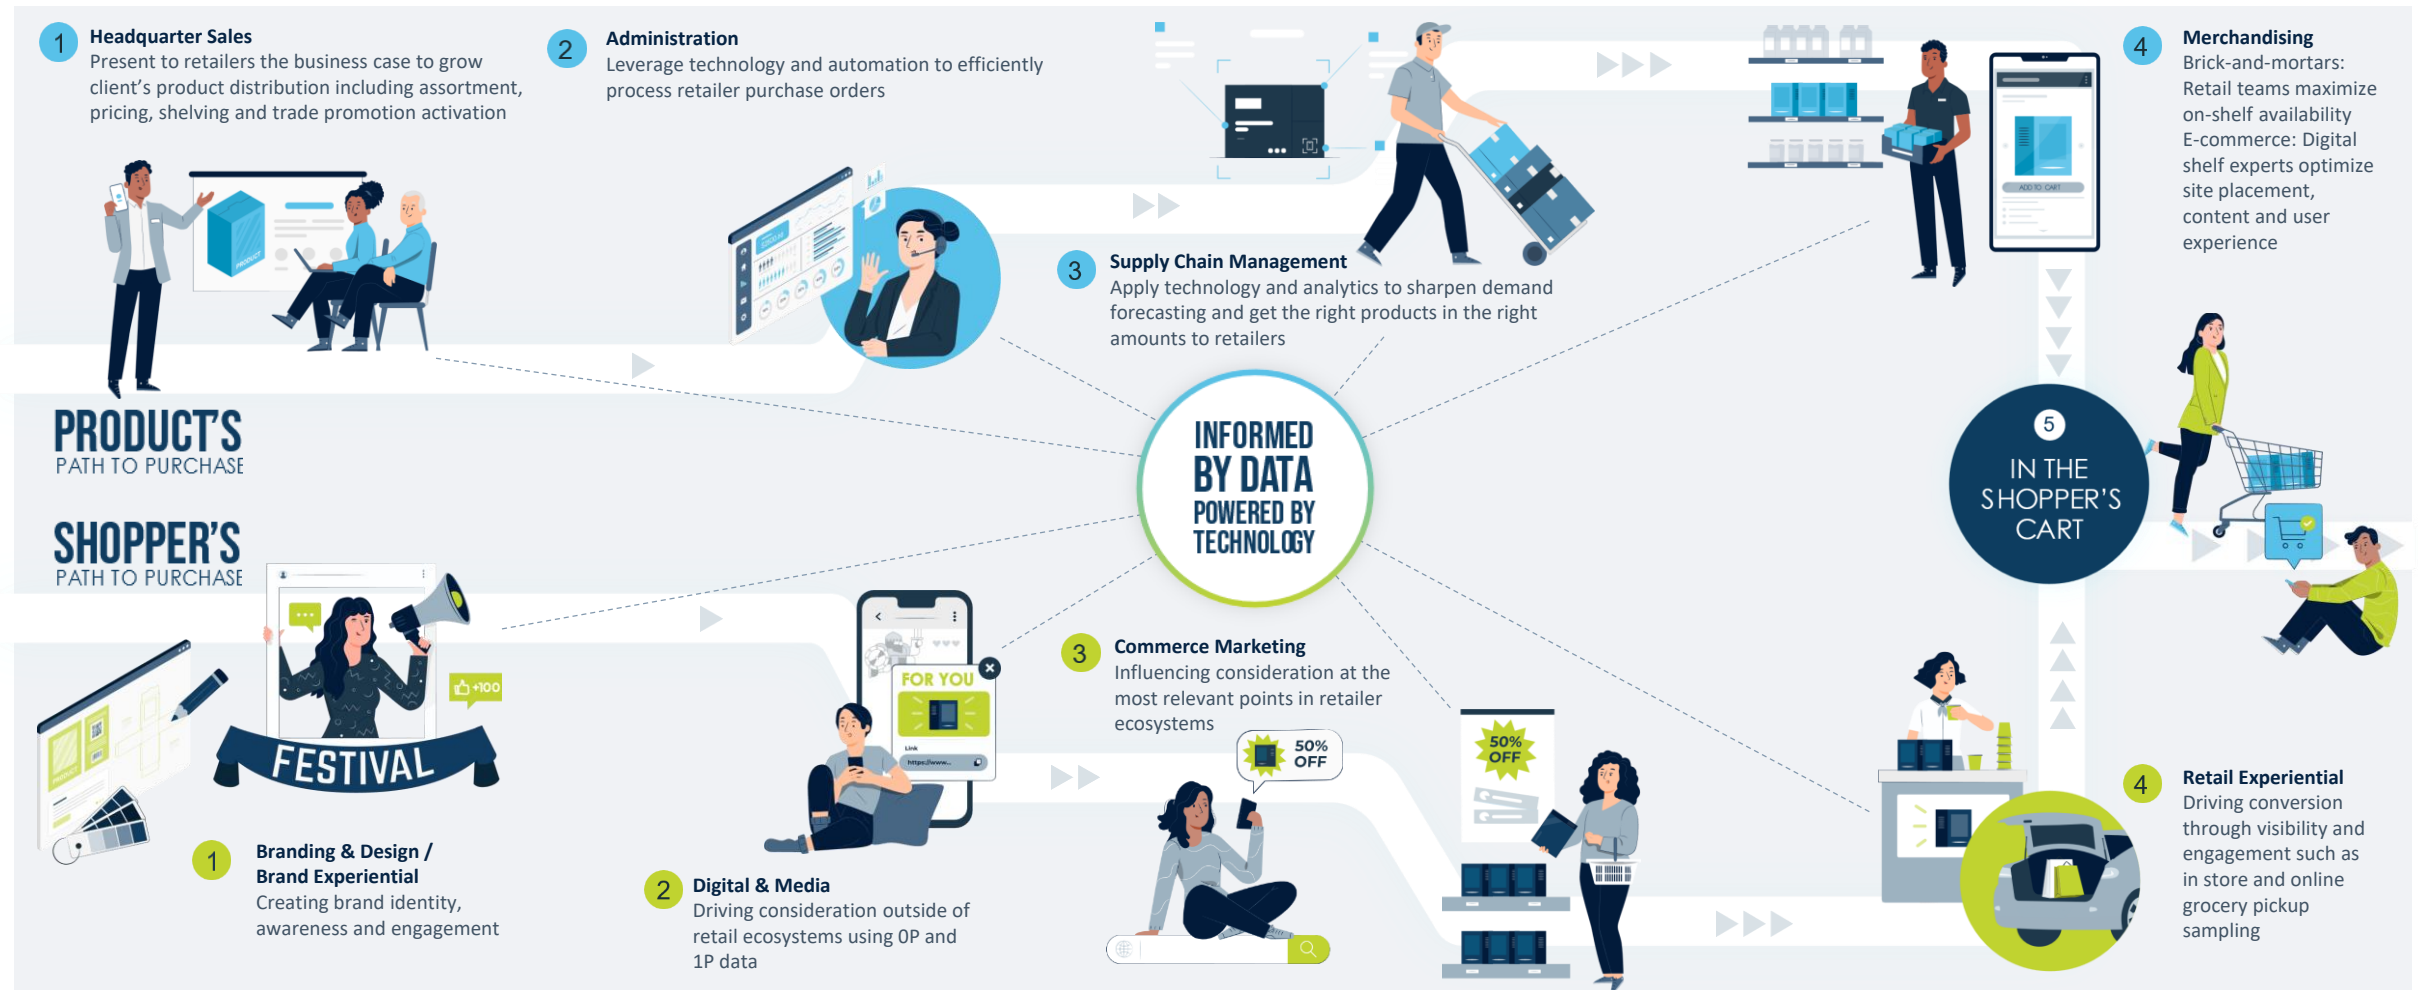 1
Headquarter Sales
Present to retailers the business case to grow
client's product distribution including assortment,
pricing, shelving and trade promotion activation
2
Administration
Leverage technology and automation to efficiently
process retailer purchase orders
PRODUCT
3
Supply Chain Management
Apply technology and analytics to sharpen demand
forecasting and get the right products in the right
amounts to retailers
ADD TO CART
4
Merchandising
Brick-and-mortars:
Retail teams maximize
on-shelf availability
E-commerce: Digital
shelf experts optimize
site placement,
content and user
experience
PRODUCT'S
PATH TO PURCHASE
INFORMED
BY DATA
POWERED BY
TECHNOLOGY
5
IN THE
SHOPPER'S
CART
SHOPPER'S
PATH TO PURCHASE
PRODUCT
+100
FESTIVAL
1
Branding & Design /
Brand Experiential
Creating brand identity,
awareness and engagement
FOR YOU
Link
https://www...
2
Digital & Media
Driving consideration outside of
retail ecosystems using 0P and
1P data
3
Commerce Marketing
Influencing consideration at the
most relevant points in retailer
ecosystems
50%
OFF
50%
OFF
4
Retail Experiential
Driving conversion
through visibility and
engagement such as
in store and online
grocery pickup
sampling